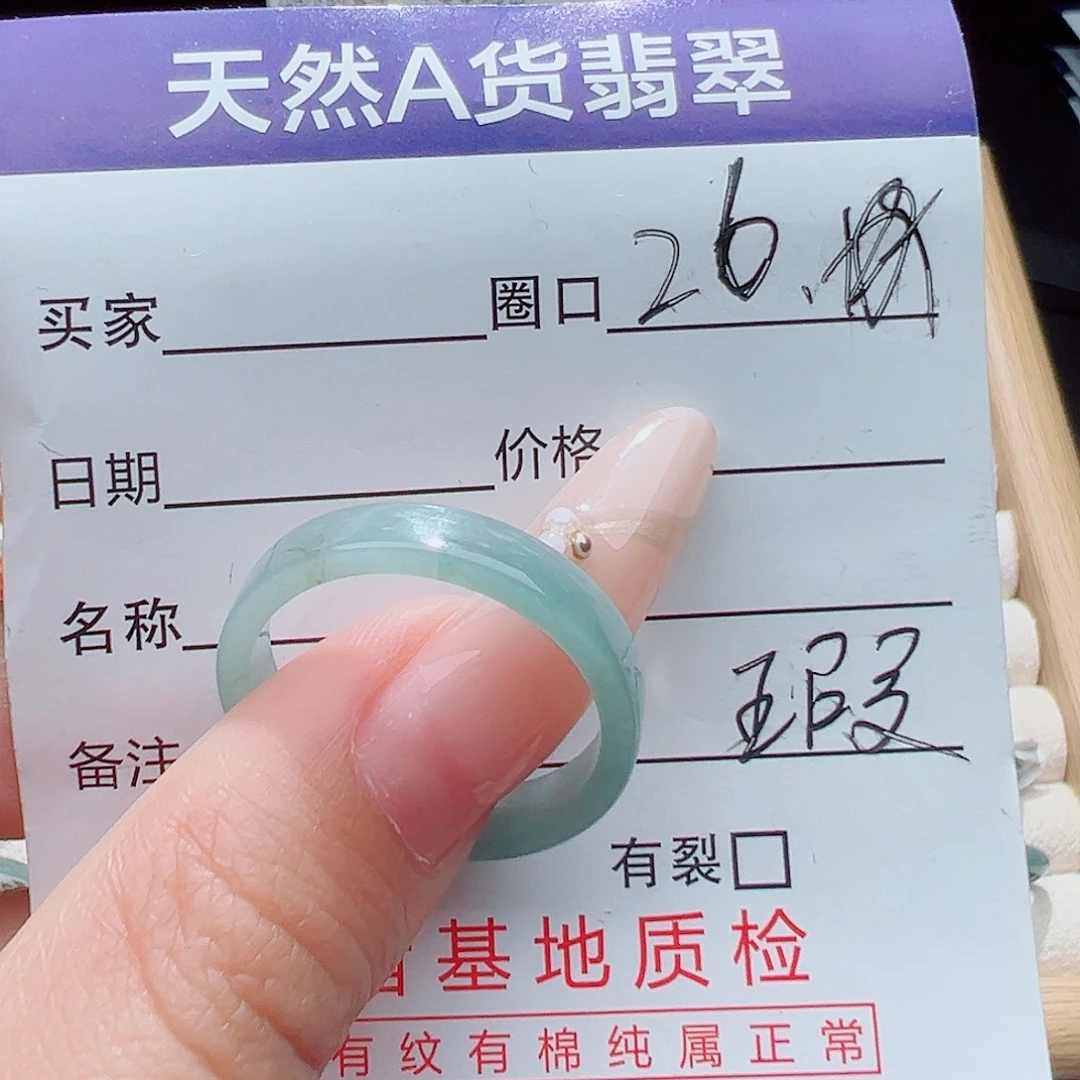 天然A货翡翠
买家 圈口 26.
日期 价格
名称
备注 瑕
有裂
基地质检
有纹有棉纯属正常